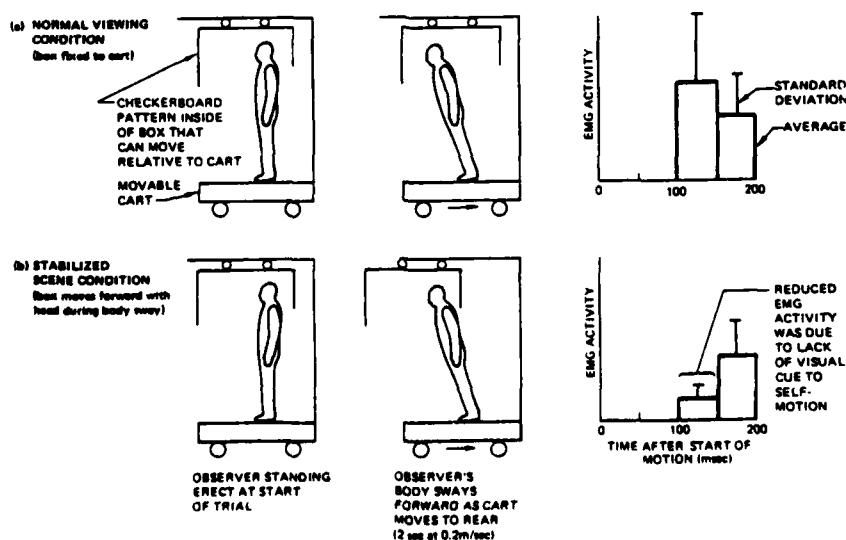 (a) NORMAL VIEWING
CONDITION
(box fixed to cart)
CHECKERBOARD
PATTERN INSIDE
OF BOX THAT
CAN MOVE
RELATIVE TO CART
MOVABLE
CART
EMG ACTIVITY
STANDARD
DEVIATION
AVERAGE
0
100
200
(b) STABILIZED
SCENE CONDITION
(box moves forward with
head during body sway)
OBSERVER STANDING
ERECT AT START
OF TRIAL
OBSERVER'S
BODY SWAYS
FORWARD AS CART
MOVES TO REAR
(2 sec at 0.2m/sec)
EMG ACTIVITY
REDUCED
EMG
ACTIVITY
WAS DUE
TO LACK
OF VISUAL
CUE TO
SELF-
MOTION
0
100
200
TIME AFTER START OF
MOTION (msec)